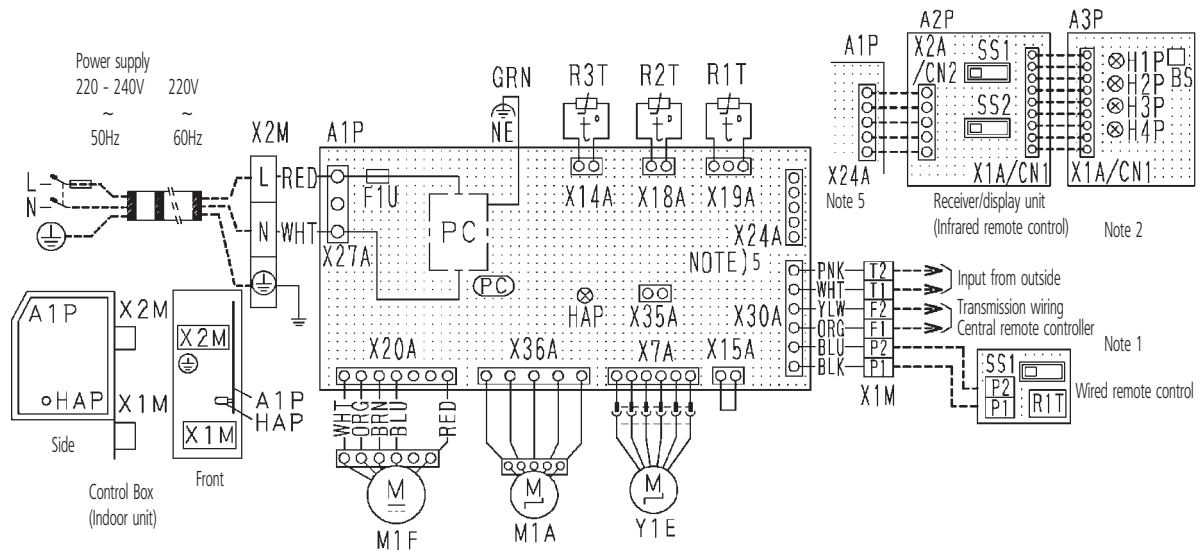 Power supply
220 - 240V 220V
~ ~
50Hz 60Hz
L
N
X2M
L
N
RED
WHT
A1P
F1U
X27A
PC
PC
GRN
NE
R3T
t°
X14A
R2T
t°
X18A
R1T
t°
X19A
X24A
NOTE)5
HAP
X35A
X30A
X20A
X36A
X7A
X15A
WHT
ORG
BRN
BLU
RED
M
M1F
M
M1A
M
Y1E
PNK T2
WHT T1
YLW F2
ORG F1
BLU P2
BLK P1
X1M
Input from outside
Transmission wiring
Central remote controller
Note 1
SS1
P2
P1
R1T
Wired remote control
A1P
X24A
Note 5
A2P
X2A
/CN2
SS1
SS2
X1A/CN1
Receiver/display unit
(Infrared remote control)
A3P
H1P
H2P
H3P
H4P
BS
X1A/CN1
Note 2
A1P
HAP
X2M
X1M
Side
X2M
X1M
A1P
HAP
Front
Control Box
(Indoor unit)